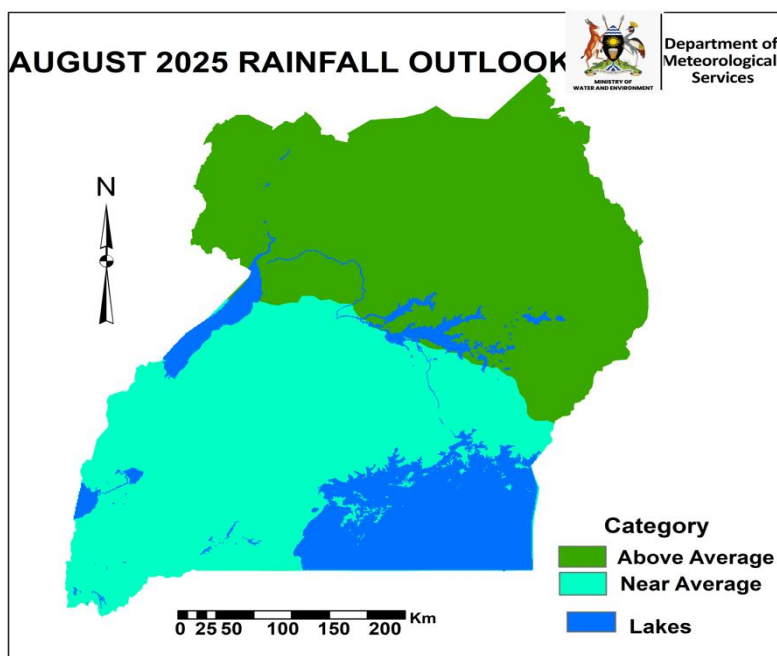 AUGUST 2025 RAINFALL OUTLOOK
MINISTRY OF
WATER AND ENVIRONMENT
Department of
Meteorological
Services
N
Category
Above Average
Near Average
Lakes
0 25 50 100 150 200 Km